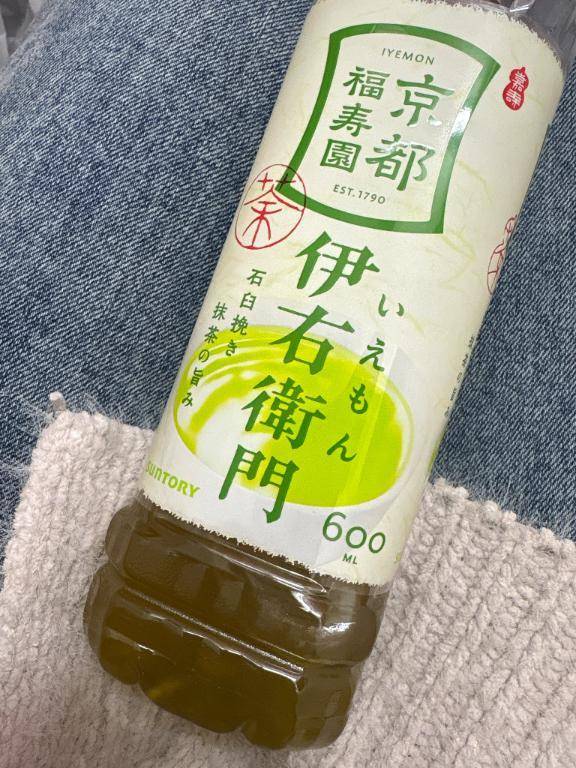 IYEMON
京都
福寿園
EST.1790
茶
伊右衛門
いえもん
石臼挽き
抹茶の旨み
SUNTORY
600
ML